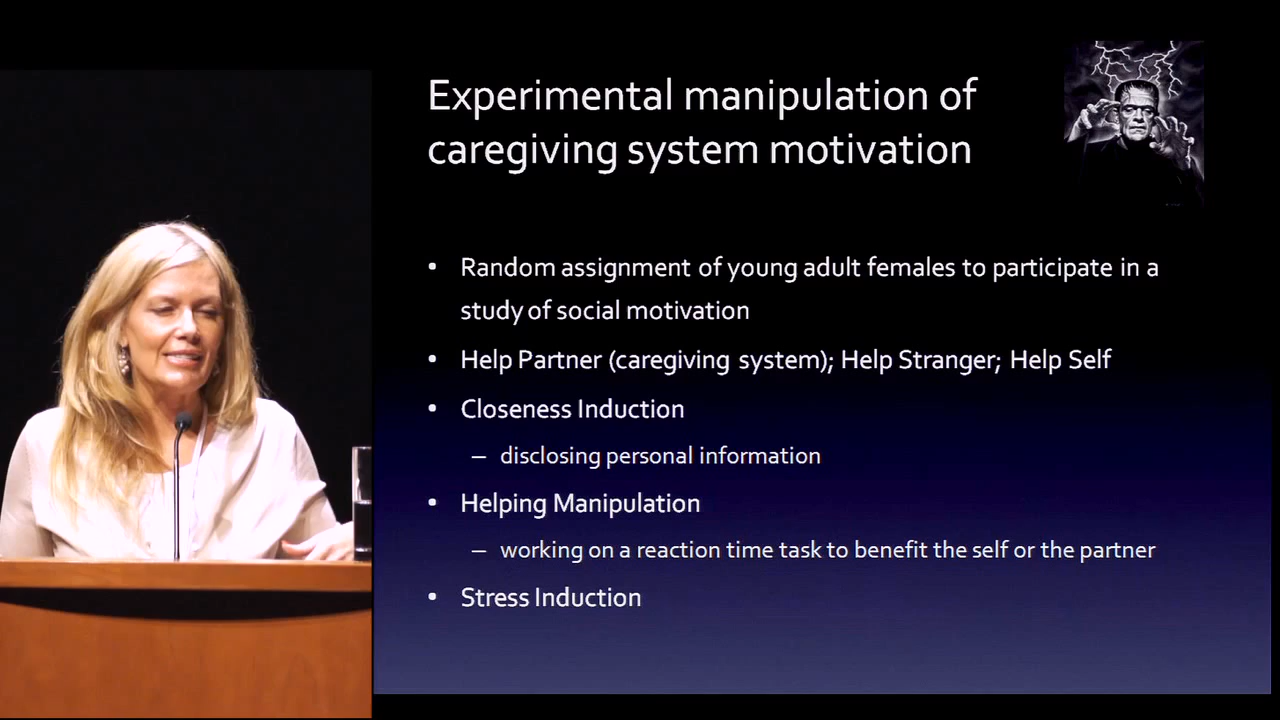 Experimental manipulation of
caregiving system motivation
• Random assignment of young adult females to participate in a
study of social motivation
• Help Partner (caregiving system); Help Stranger; Help Self
• Closeness Induction
– disclosing personal information
• Helping Manipulation
– working on a reaction time task to benefit the self or the partner
• Stress Induction